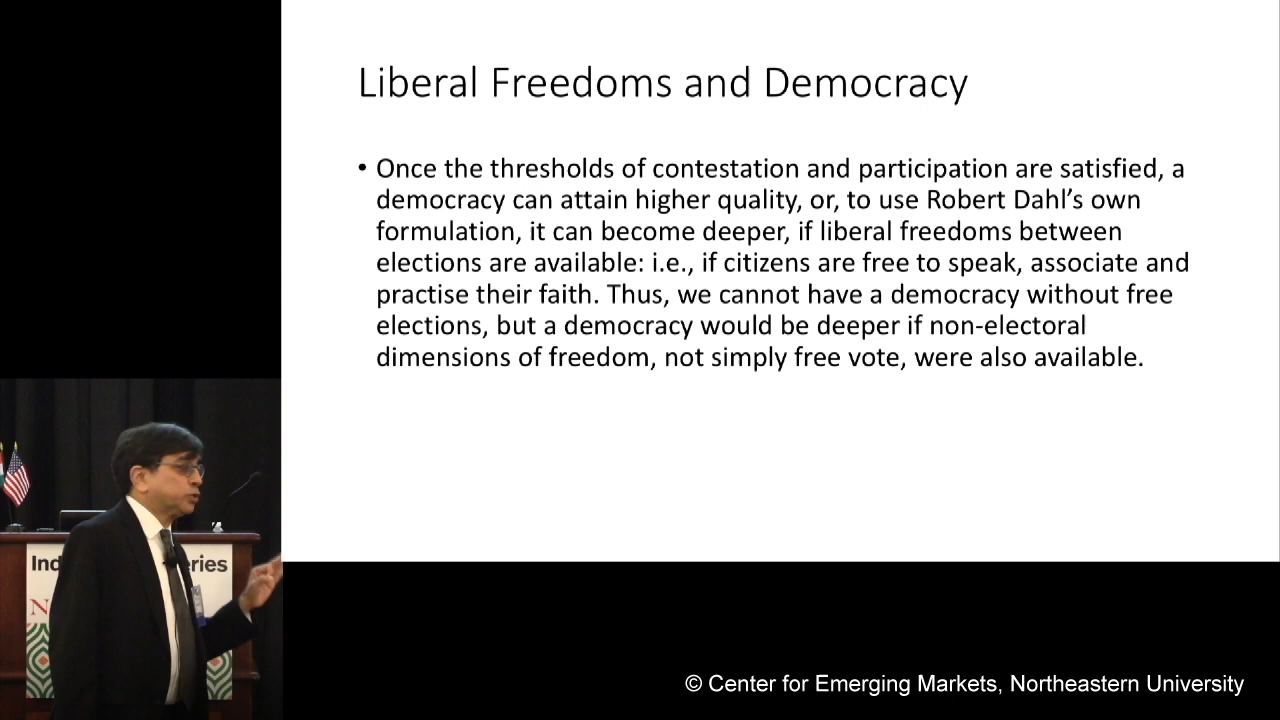 Liberal Freedoms and Democracy
• Once the thresholds of contestation and participation are satisfied, a
democracy can attain higher quality, or, to use Robert Dahl’s own
formulation, it can become deeper, if liberal freedoms between
elections are available: i.e., if citizens are free to speak, associate and
practise their faith. Thus, we cannot have a democracy without free
elections, but a democracy would be deeper if non-electoral
dimensions of freedom, not simply free vote, were also available.
Ind eries
N
© Center for Emerging Markets, Northeastern University